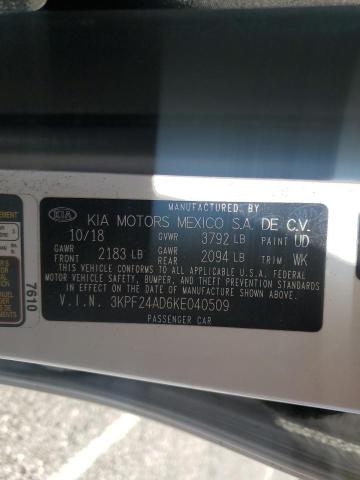 MANUFACTURED BY
KIA KIA MOTORS MEXICO S.A. DE C.V.
10/18 GVWR 3792 LB PAINT UD
GAWR FRONT 2183 LB GAWR REAR 2094 LB TRIM WK
THIS VEHICLE CONFORMS TO ALL APPLICABLE U.S.A. FEDERAL
MOTOR VEHICLE SAFETY, BUMPER, AND THEFT PREVENTION STANDARDS
IN EFFECT ON THE DATE OF MANUFACTURE SHOWN ABOVE.
V.I.N. 3KPF24AD6KE040509
PASSENGER CAR
7610